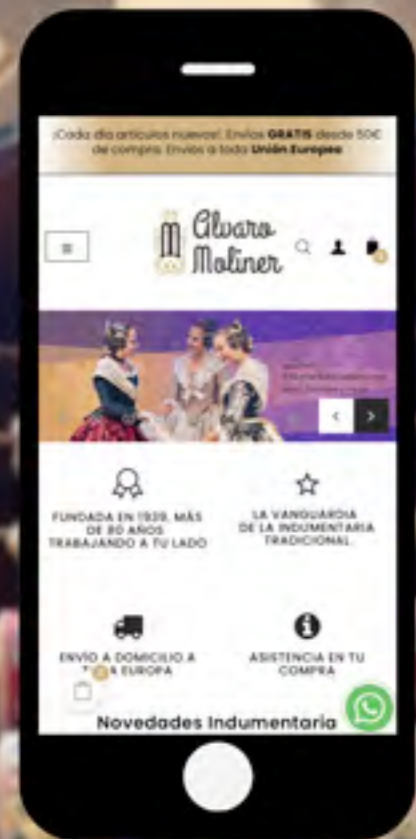 ¡Cada día artículos nuevos! Envíos GRATIS desde 50€
de compra. Envíos a toda Unión Europea
Alvaro
Moliner
FUNDADA EN 1939. MÁS
DE 80 AÑOS
TRABAJANDO A TU LADO
LA VANGUARDIA
DE LA INDUMENTARIA
TRADICIONAL
ENVÍO A DOMICILIO A
A EUROPA
ASISTENCIA EN TU
COMPRA
Novedades Indumentaria